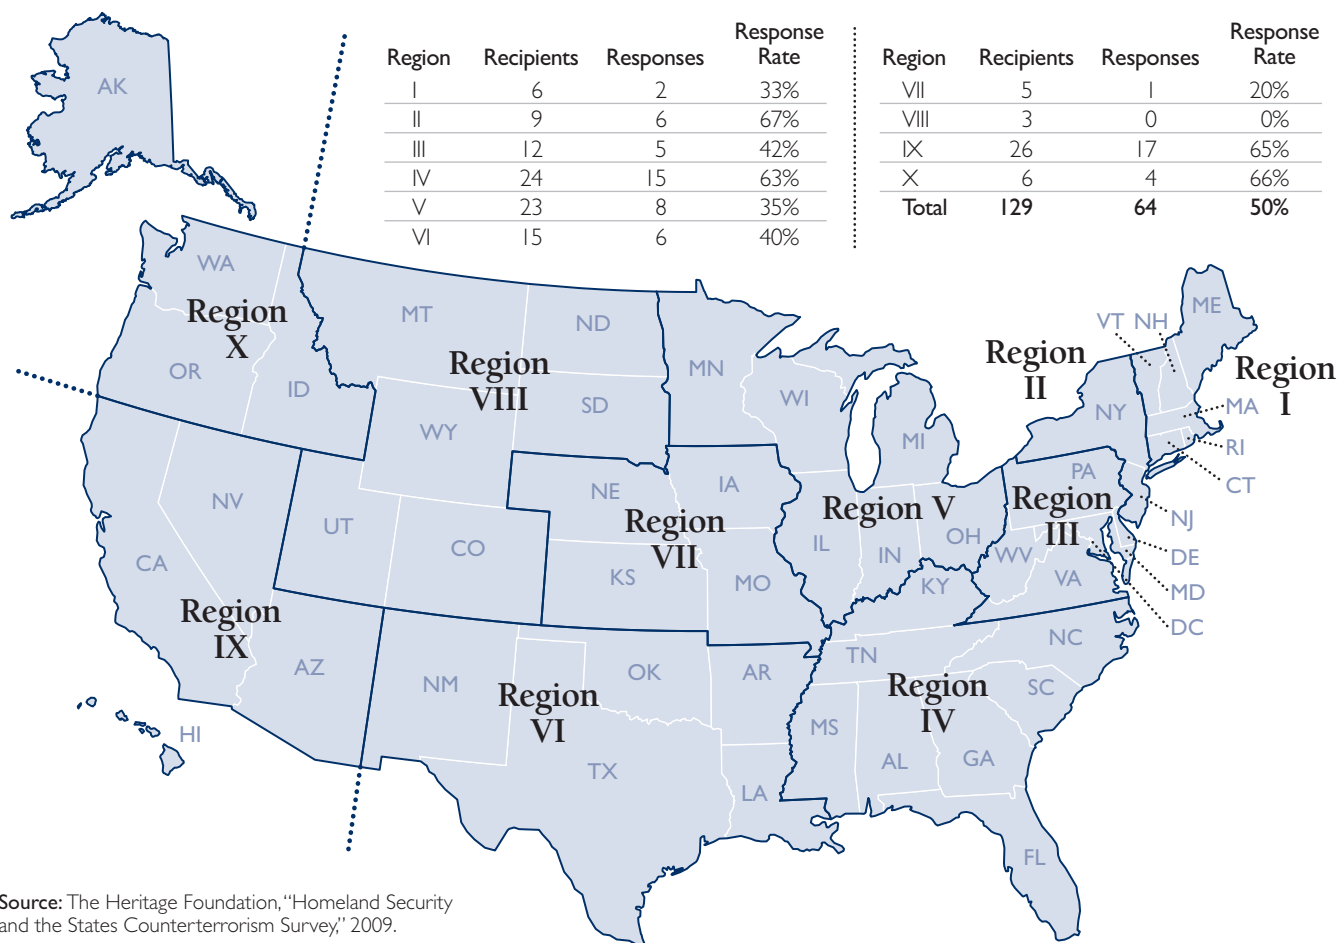 Region Recipients Responses Response Rate
I 6 2 33%
II 9 6 67%
III 12 5 42%
IV 24 15 63%
V 23 8 35%
VI 15 6 40%
Region Recipients Responses Response Rate
VII 5 1 20%
VIII 3 0 0%
IX 26 17 65%
X 6 4 66%
Total 129 64 50%
AK
WA
Region
X
OR
ID
MT
ND
Region
VIII
SD
WY
MN
WI
MI
Region
II
VT NH
ME
Region
I
NY
MA
RI
CT
NV
UT
CO
CA
Region
IX
AZ
HI
NE
IA
Region
VII
KS
MO
Region V
IL
IN
OH
KY
PA
Region
III
WV
VA
NJ
DE
MD
DC
NM
Region
VI
OK
AR
TX
LA
TN
NC
Region
IV
SC
MS
AL
GA
FL
Source: The Heritage Foundation, “Homeland Security
and the States Counterterrorism Survey,” 2009.